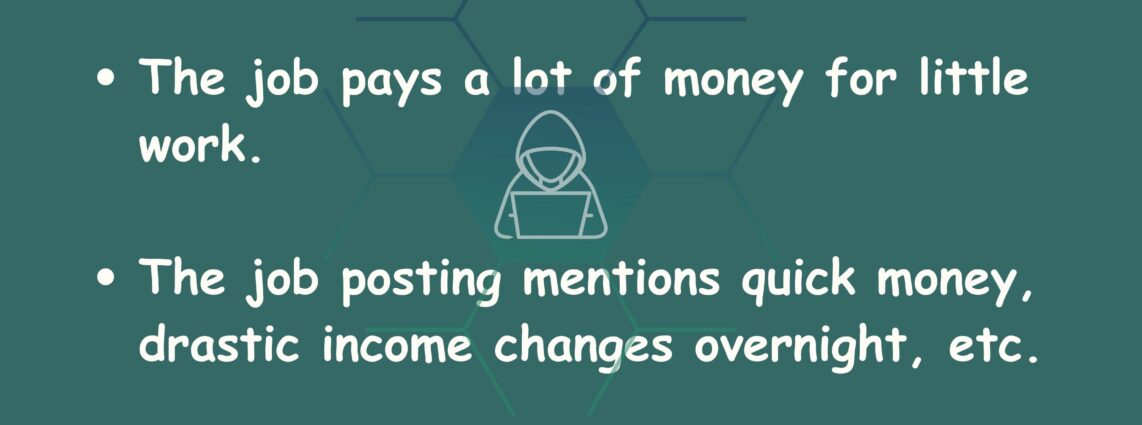 • The job pays a lot of money for little
work.
• The job posting mentions quick money,
drastic income changes overnight, etc.